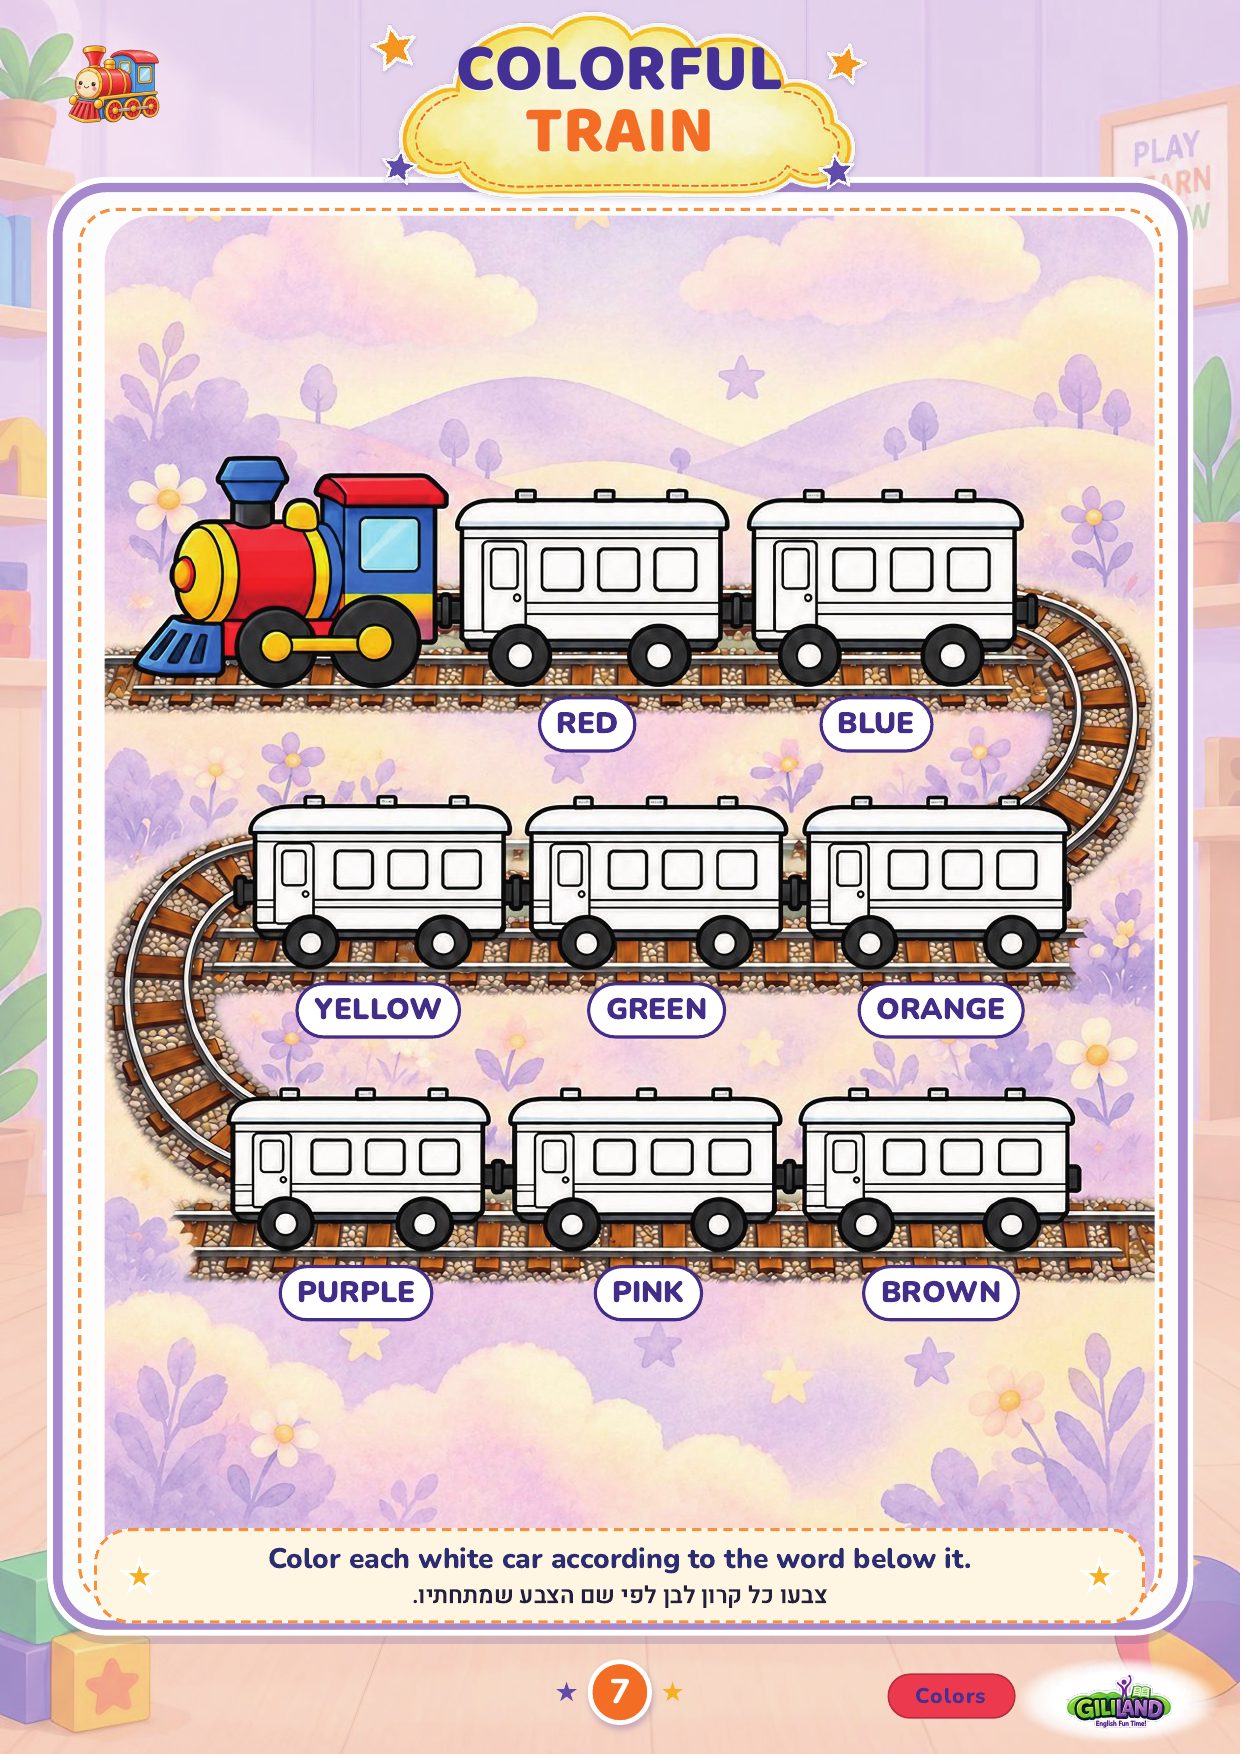 COLORFUL
TRAIN
PLAY
RED
BLUE
YELLOW
GREEN
ORANGE
PURPLE
PINK
BROWN
Color each white car according to the word below it.
צבעו כל קרון לבן לפי שם הצבע שמתחתיו.
7
Colors
GILILAND
English Fun Time!